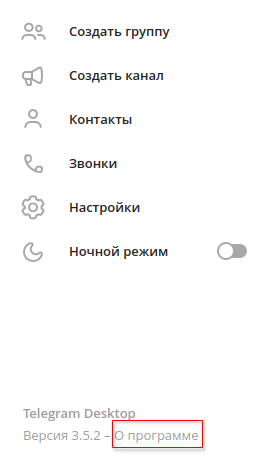 Создать группу
Создать канал
Контакты
Звонки
Настройки
Ночной режим
Telegram Desktop
Версия 3.5.2 – О программе